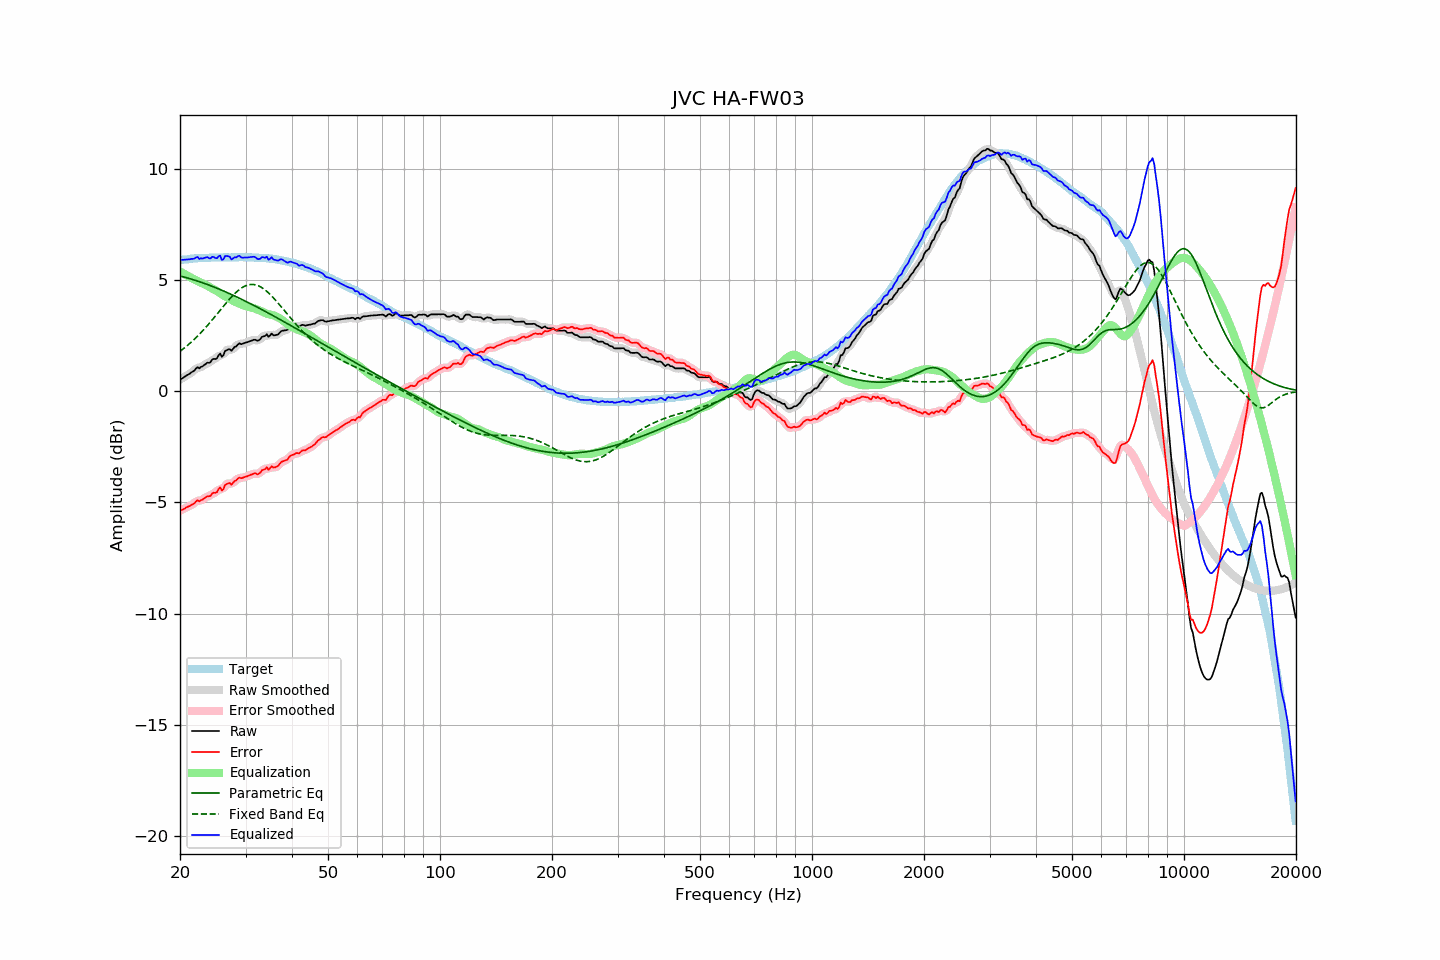 JVC HA-FW03
10
5
0
−5
−10
−15
−20
Amplitude (dBr)
Target
Raw Smoothed
Error Smoothed
Raw
Error
Equalization
Parametric Eq
Fixed Band Eq
Equalized
20 50 100 200 500 1000 2000 5000 10000 20000
Frequency (Hz)